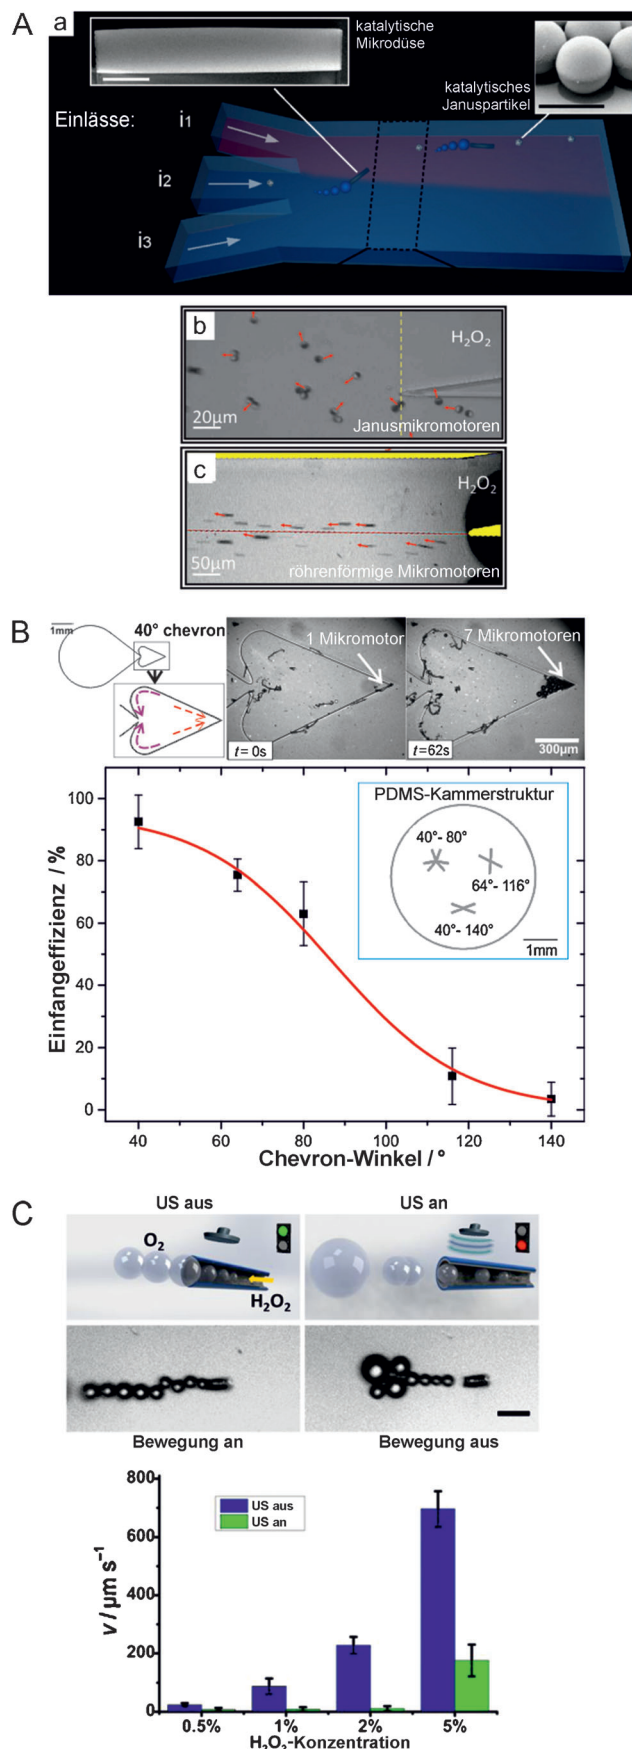 A
a
katalytische
Mikrodüse
katalytisches
Januspartikel
Einlässe:
i1
i2
i3
b
H₂O₂
20µm
Janusmikromotoren
c
H₂O₂
50µm
röhrenförmige Mikromotoren
B
1mm
40° chevron
1 Mikromotor
t = 0s
7 Mikromotoren
t = 62s
300µm
Einfangeffizienz / %
100
80
60
40
20
0
PDMS-Kammerstruktur
40°- 80°
64°- 116°
40°- 140°
1mm
40
60
80
100
120
140
Chevron-Winkel / °
C
US aus
US an
O₂
H₂O₂
Bewegung an
Bewegung aus
v / µm s⁻¹
800
600
400
200
0
US aus
US an
0.5%
1%
2%
5%
H₂O₂-Konzentration